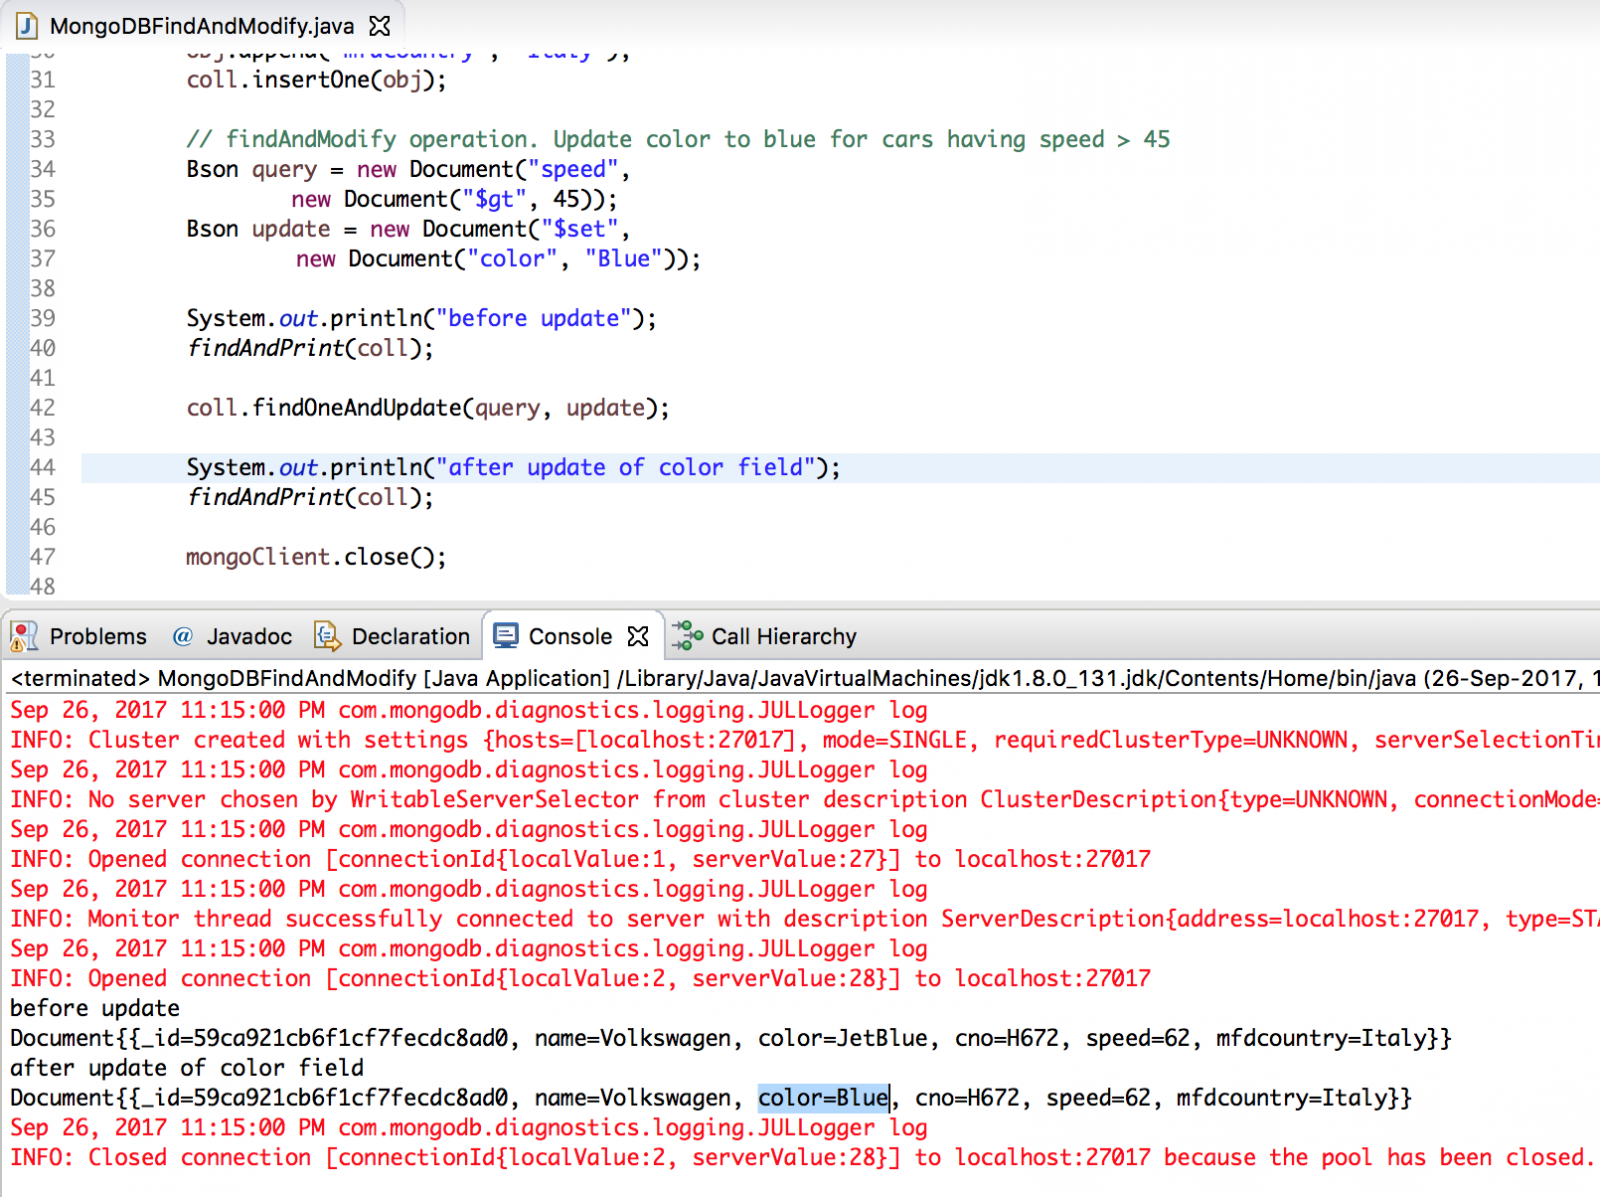 MongoDBFindAndModify.java
30 obj.append("mfdcountry", "Italy");
31 coll.insertOne(obj);
32
33 // findAndModify operation. Update color to blue for cars having speed > 45
34 Bson query = new Document("speed",
35 new Document("$gt", 45));
36 Bson update = new Document("$set",
37 new Document("color", "Blue"));
38
39 System.out.println("before update");
40 findAndPrint(coll);
41
42 coll.findOneAndUpdate(query, update);
43
44 System.out.println("after update of color field");
45 findAndPrint(coll);
46
47 mongoClient.close();
48
Problems @ Javadoc Declaration Console Call Hierarchy
<terminated> MongoDBFindAndModify [Java Application] /Library/Java/JavaVirtualMachines/jdk1.8.0_131.jdk/Contents/Home/bin/java (26-Sep-2017, 1
Sep 26, 2017 11:15:00 PM com.mongodb.diagnostics.logging.JULLogger log
INFO: Cluster created with settings {hosts=[localhost:27017], mode=SINGLE, requiredClusterType=UNKNOWN, serverSelectionTi
Sep 26, 2017 11:15:00 PM com.mongodb.diagnostics.logging.JULLogger log
INFO: No server chosen by WritableServerSelector from cluster description ClusterDescription{type=UNKNOWN, connectionMode=
Sep 26, 2017 11:15:00 PM com.mongodb.diagnostics.logging.JULLogger log
INFO: Opened connection [connectionId{localValue:1, serverValue:27}] to localhost:27017
Sep 26, 2017 11:15:00 PM com.mongodb.diagnostics.logging.JULLogger log
INFO: Monitor thread successfully connected to server with description ServerDescription{address=localhost:27017, type=STA
Sep 26, 2017 11:15:00 PM com.mongodb.diagnostics.logging.JULLogger log
INFO: Opened connection [connectionId{localValue:2, serverValue:28}] to localhost:27017
before update
Document{{_id=59ca921cb6f1cf7fecdc8ad0, name=Volkswagen, color=JetBlue, cno=H672, speed=62, mfdcountry=Italy}}
after update of color field
Document{{_id=59ca921cb6f1cf7fecdc8ad0, name=Volkswagen, color=Blue, cno=H672, speed=62, mfdcountry=Italy}}
Sep 26, 2017 11:15:00 PM com.mongodb.diagnostics.logging.JULLogger log
INFO: Closed connection [connectionId{localValue:2, serverValue:28}] to localhost:27017 because the pool has been closed.